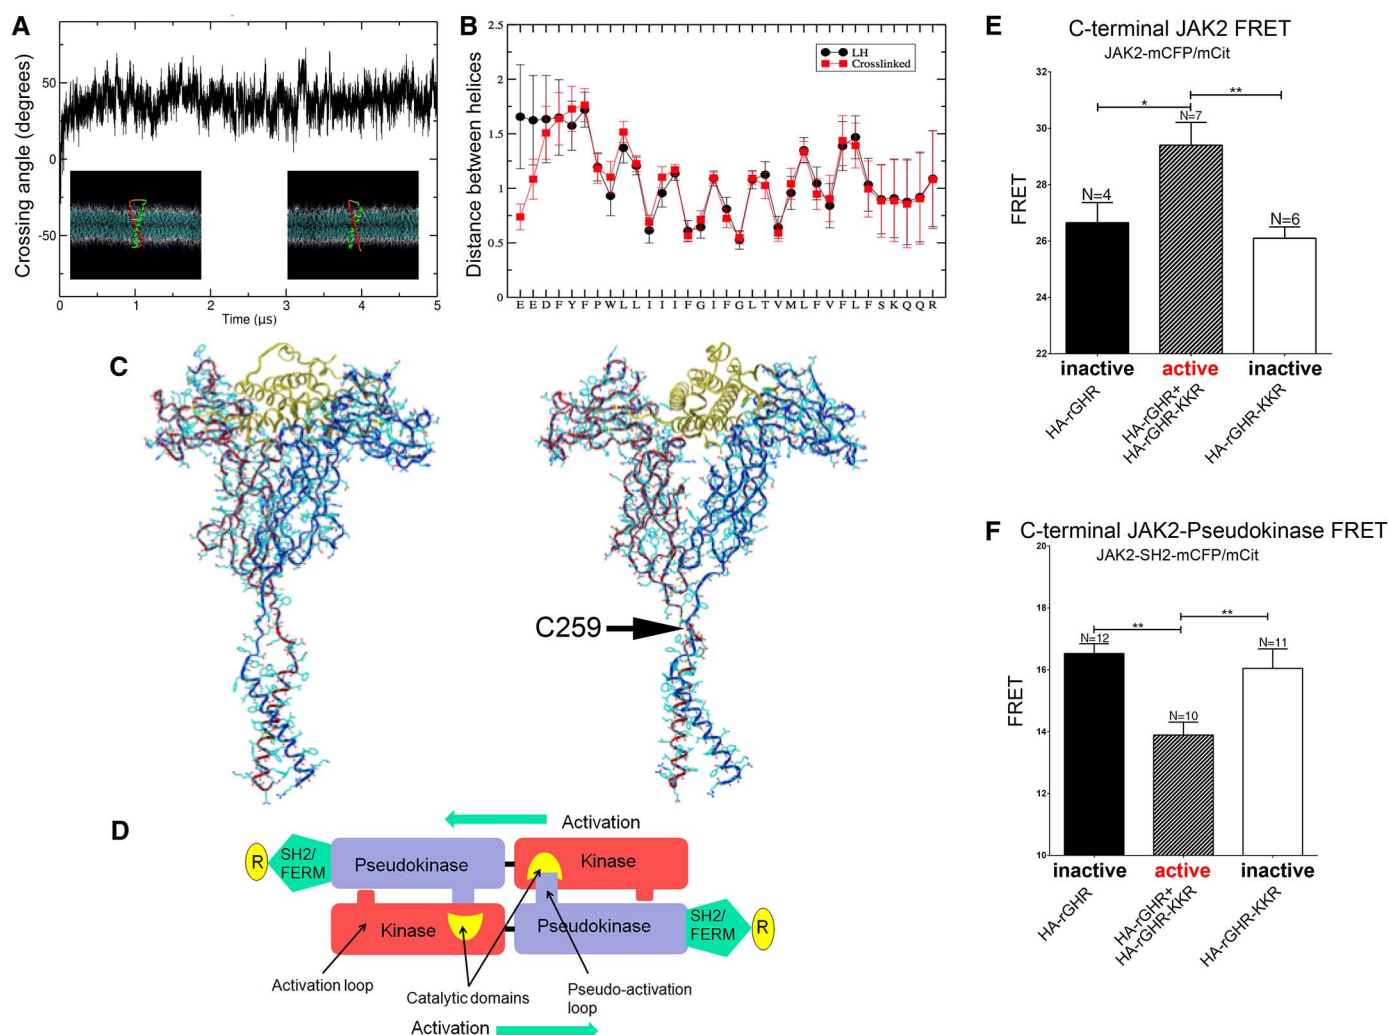 A
Crossing angle (degrees)
50
0
-50
0
1
2
3
4
5
Time (µs)
B
Distance between helices
2.5
2
1.5
1
0.5
0
LH
Crosslinked
E E D F Y F P W L L I I I F G I F G L T V M L F V F L F S K Q Q R
C
C259
D
Activation
R
SH2/
FERM
Pseudokinase
Kinase
Kinase
Pseudokinase
SH2/
FERM
R
Activation loop
Catalytic domains
Pseudo-activation
loop
Activation
E
C-terminal JAK2 FRET
JAK2-mCFP/mCit
FRET
32
30
28
26
24
22
*
**
N=4
N=7
N=6
inactive
active
inactive
HA-rGHR
HA-rGHR+
HA-rGHR-KKR
HA-rGHR-KKR
F
C-terminal JAK2-Pseudokinase FRET
JAK2-SH2-mCFP/mCit
FRET
20
18
16
14
12
10
**
**
N=12
N=10
N=11
inactive
active
inactive
HA-rGHR
HA-rGHR+
HA-rGHR-KKR
HA-rGHR-KKR